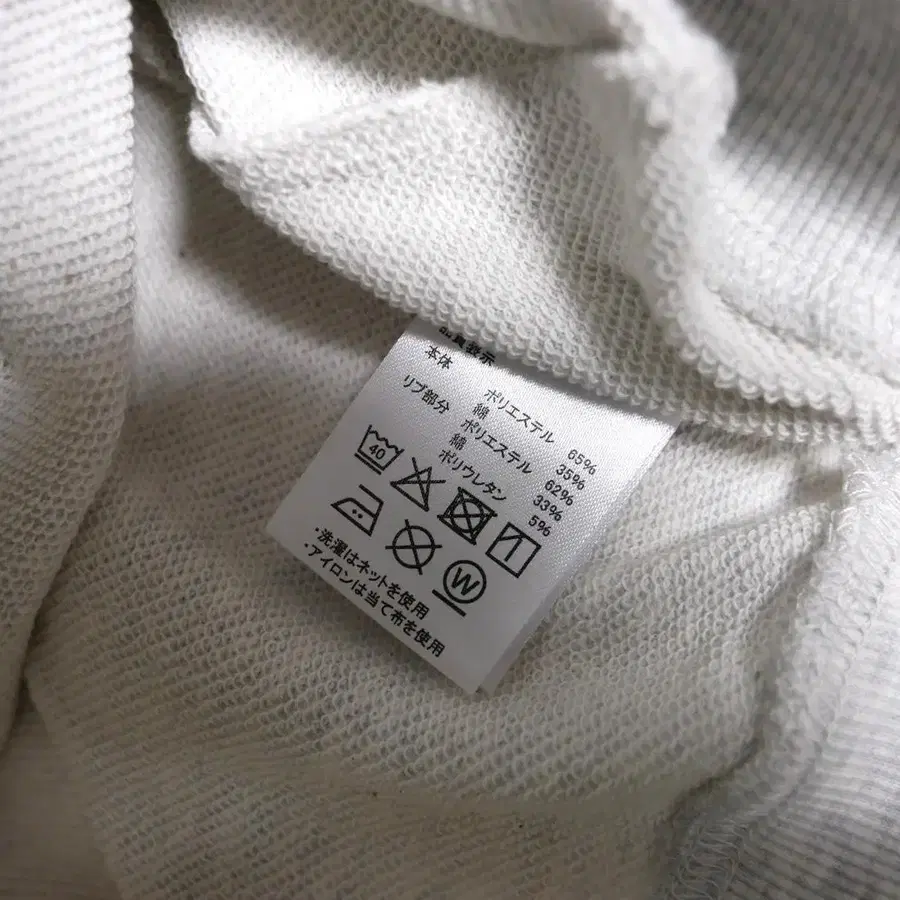 品質表示
本体 ポリエステル 65%
綿 35%
リブ部分 ポリエステル 62%
綿 33%
ポリウレタン 5%
40
W
・洗濯はネットを使用
・アイロンは当て布を使用